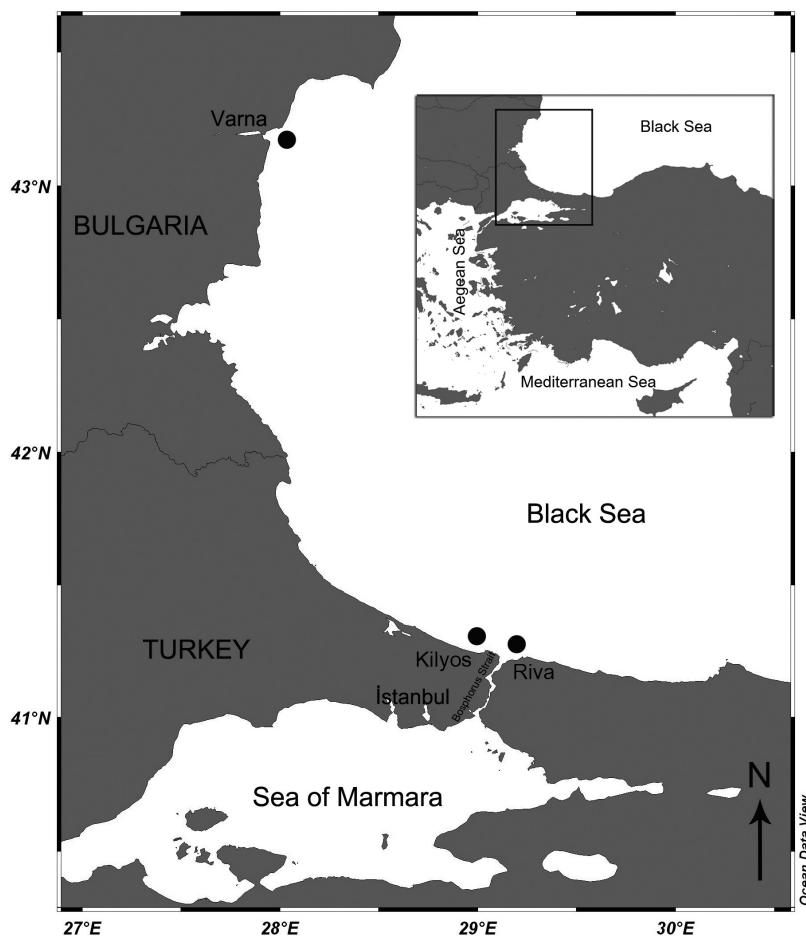 Varna
Black Sea
43°N
BULGARIA
Aegean Sea
Mediterranean Sea
42°N
Black Sea
TURKEY
Kilyos
Riva
Bosphorus Strait
İstanbul
41°N
N
Sea of Marmara
Ocean Data View
27°E
28°E
29°E
30°E